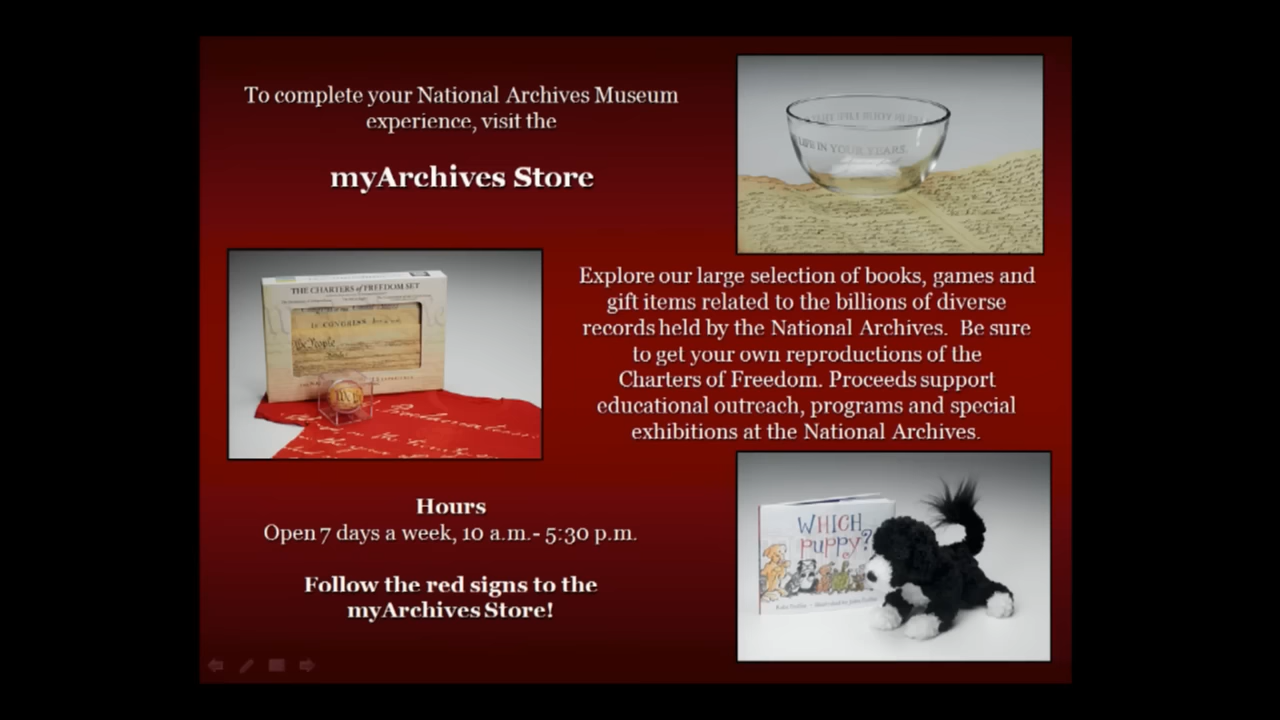 To complete your National Archives Museum
experience, visit the
myArchives Store
LIFE IN YOUR YEARS.
THE CHARTERS of FREEDOM SET
CONGRESS
We the People
Explore our large selection of books, games and
gift items related to the billions of diverse
records held by the National Archives.  Be sure
to get your own reproductions of the
Charters of Freedom. Proceeds support
educational outreach, programs and special
exhibitions at the National Archives.
Hours
Open 7 days a week, 10 a.m.- 5:30 p.m.
Follow the red signs to the
myArchives Store!
WHICH
PUPPY?